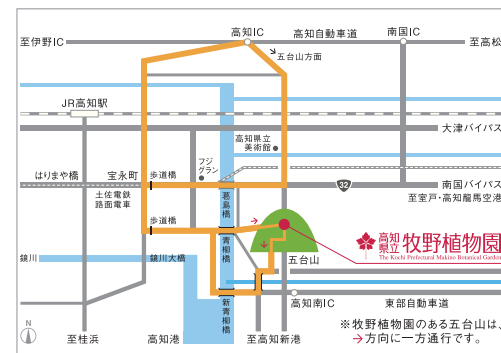 高知IC
高知自動車道
南国IC
至伊野IC
至高松
五台山方面
JR高知駅
大津バイパス
高知県立
美術館
フジ
グラン
はりまや橋
宝永町
歩道橋
葛島橋
32
南国バイパス
至室戸・高知龍馬空港
土佐電鉄
路面電車
歩道橋
青柳橋
高知
県立
牧野植物園
The Kochi Prefectural Makino Botanical Garden
鏡川
鏡川大橋
五台山
新青柳橋
高知南IC
東部自動車道
N
至桂浜
高知港
至高知新港
※牧野植物園のある五台山は、
→方向に一方通行です。